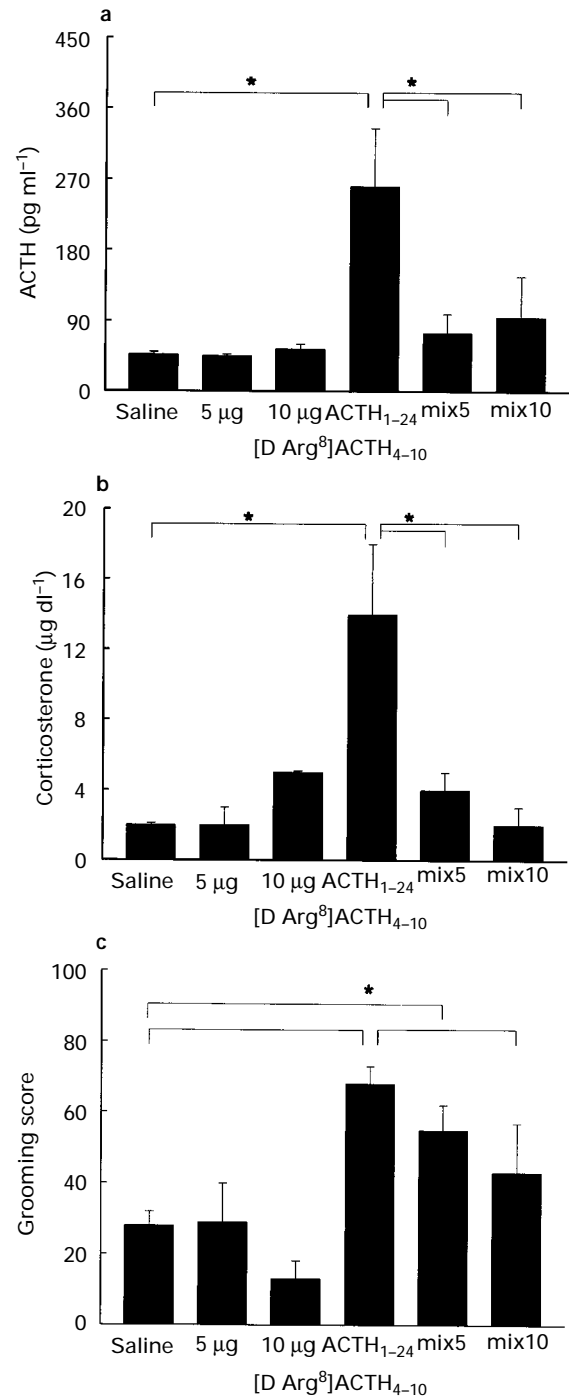 a
450
360
270
180
90
0
ACTH (pg ml⁻¹)
* *
Saline 5 μg 10 μg ACTH₁₋₂₄ mix5 mix10
[D Arg⁸]ACTH₄₋₁₀
b
20
16
12
8
4
0
Corticosterone (μg dl⁻¹)
* *
Saline 5 μg 10 μg ACTH₁₋₂₄ mix5 mix10
[D Arg⁸]ACTH₄₋₁₀
c
100
80
60
40
20
0
Grooming score
*
Saline 5 μg 10 μg ACTH₁₋₂₄ mix5 mix10
[D Arg⁸]ACTH₄₋₁₀